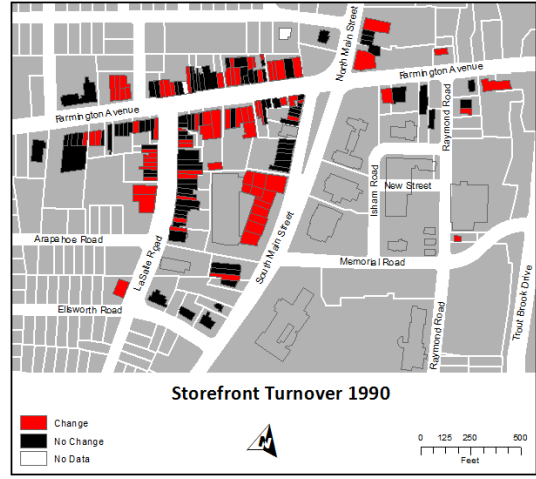 North Main Street
Farmington Avenue
Raymond Road
Farmington Avenue
Isham Road
New Street
South Main Street
Arapahoe Road
LaSalle Road
Memorial Road
Ellsworth Road
Raymond Road
Trout Brook Drive
Storefront Turnover 1990
Change
No Change
No Data
N
0 125 250 500
Feet